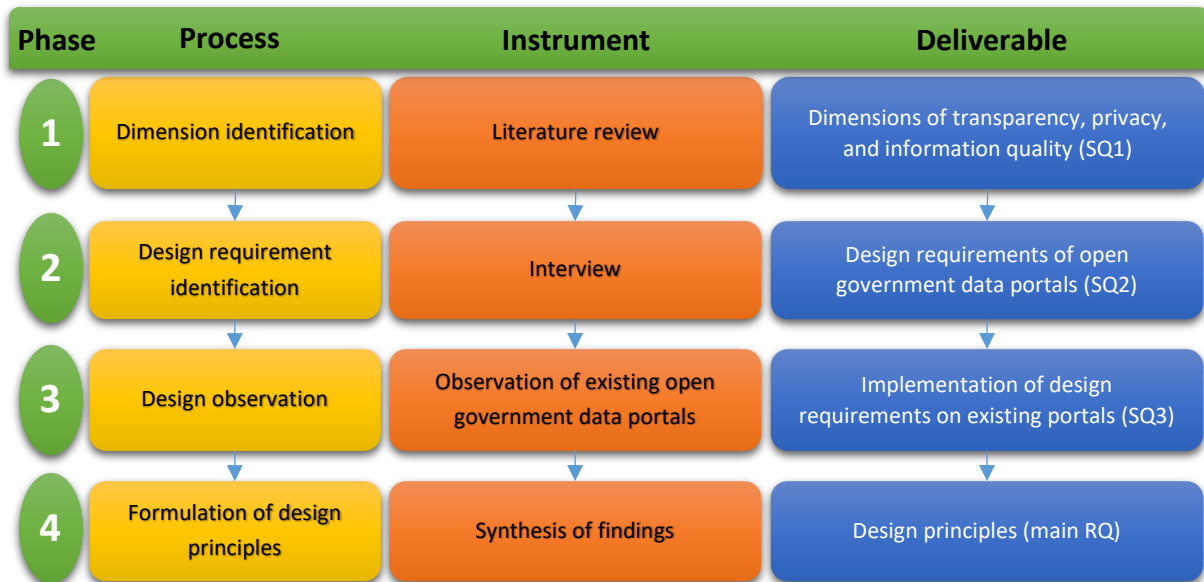 Phase Process Instrument Deliverable
1
Dimension identification
Literature review
Dimensions of transparency, privacy,
and information quality (SQ1)
2
Design requirement
identification
Interview
Design requirements of open
government data portals (SQ2)
3
Design observation
Observation of existing open
government data portals
Implementation of design
requirements on existing portals (SQ3)
4
Formulation of design
principles
Synthesis of findings
Design principles (main RQ)